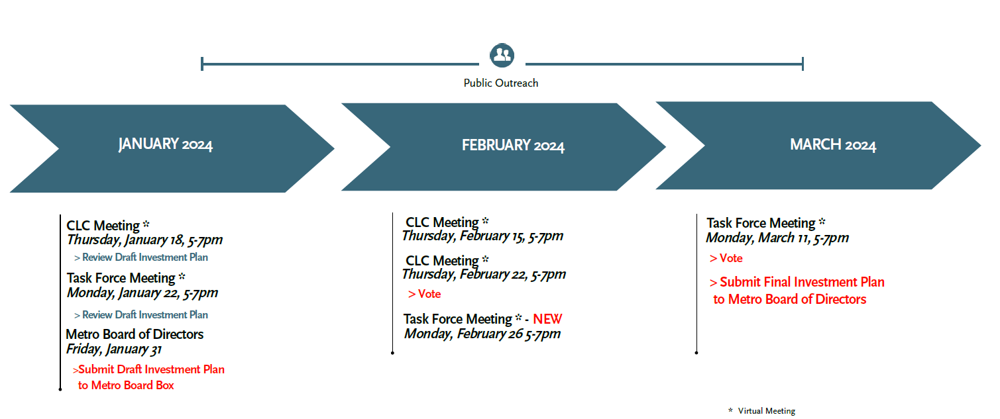 Public Outreach
JANUARY 2024
FEBRUARY 2024
MARCH 2024
CLC Meeting *
Thursday, January 18, 5-7pm
> Review Draft Investment Plan
Task Force Meeting *
Monday, January 22, 5-7pm
> Review Draft Investment Plan
Metro Board of Directors
Friday, January 31
>Submit Draft Investment Plan
to Metro Board Box
CLC Meeting *
Thursday, February 15, 5-7pm
CLC Meeting *
Thursday, February 22, 5-7pm
> Vote
Task Force Meeting * - NEW
Monday, February 26 5-7pm
Task Force Meeting *
Monday, March 11, 5-7pm
> Vote
> Submit Final Investment Plan
to Metro Board of Directors
* Virtual Meeting